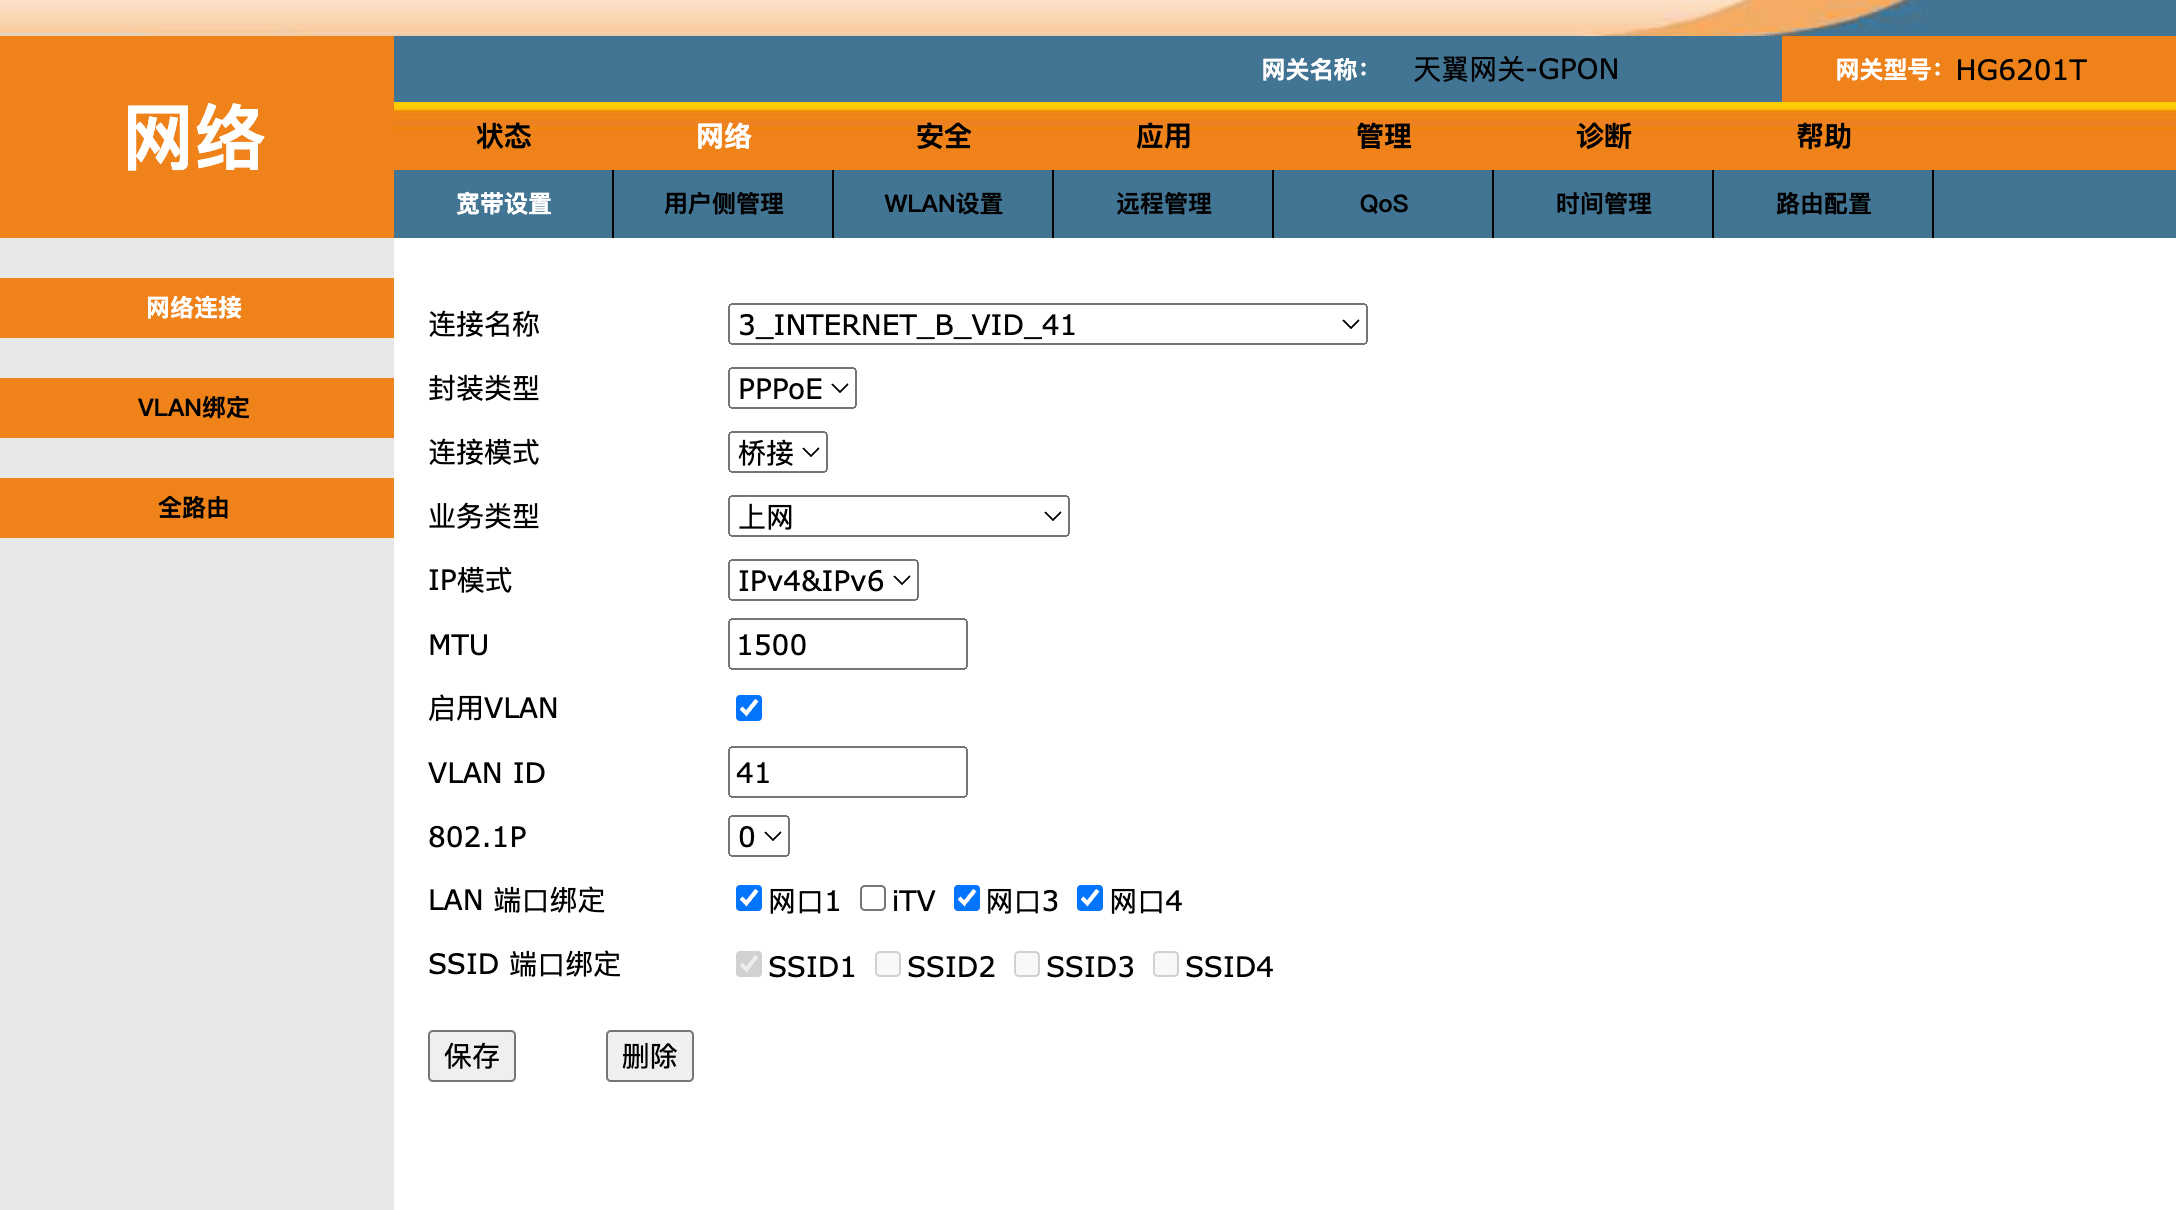 网络
网关名称： 天翼网关-GPON 网关型号： HG6201T
状态 网络 安全 应用 管理 诊断 帮助
宽带设置 用户侧管理 WLAN设置 远程管理 QoS 时间管理 路由配置
网络连接
VLAN绑定
全路由
连接名称 3_INTERNET_B_VID_41
封装类型 PPPoE
连接模式 桥接
业务类型 上网
IP模式 IPv4&IPv6
MTU 1500
启用VLAN
VLAN ID 41
802.1P 0
LAN 端口绑定 网口1 iTV 网口3 网口4
SSID 端口绑定 SSID1 SSID2 SSID3 SSID4
保存 删除